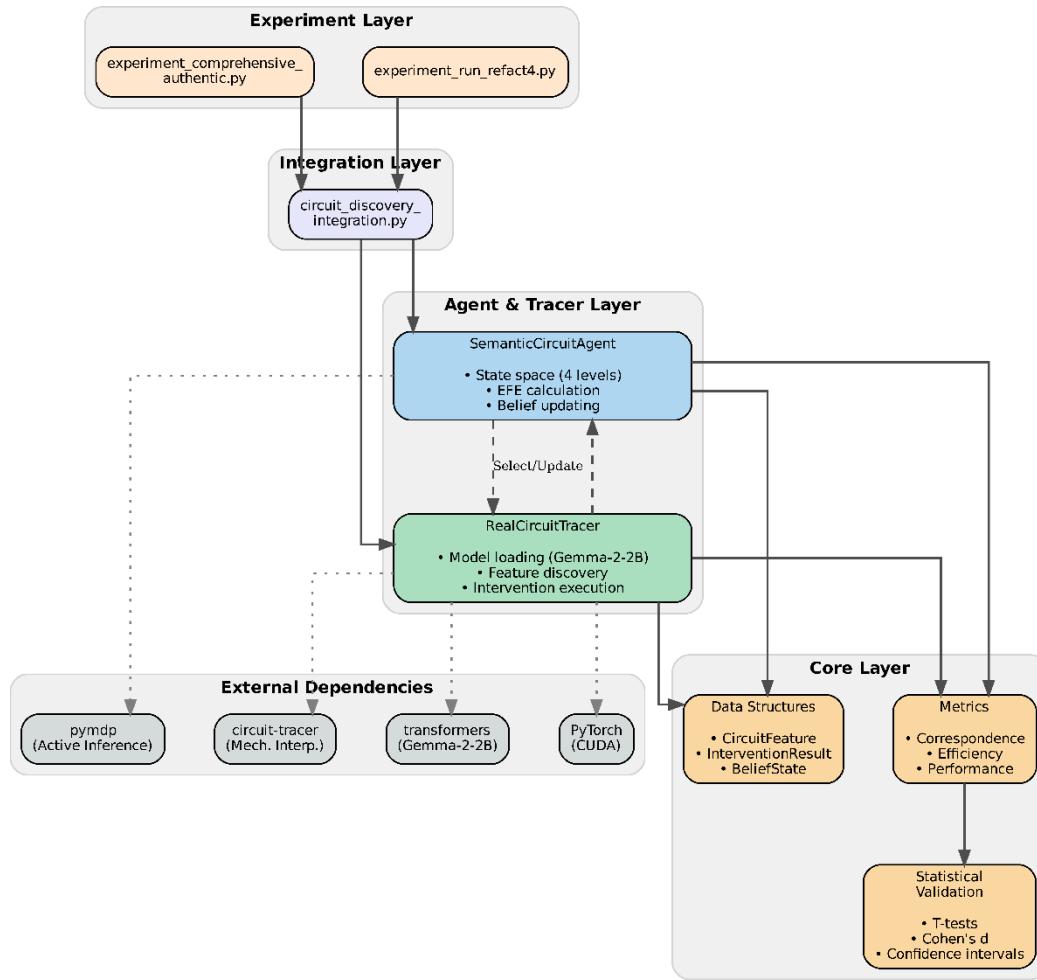 Experiment Layer
experiment_comprehensive_
authentic.py
experiment_run_refact4.py
Integration Layer
circuit_discovery_
integration.py
Agent & Tracer Layer
SemanticCircuitAgent
• State space (4 levels)
• EFE calculation
• Belief updating
Select/Update
RealCircuitTracer
• Model loading (Gemma-2-2B)
• Feature discovery
• Intervention execution
External Dependencies
pymdp
(Active Inference)
circuit-tracer
(Mech. Interp.)
transformers
(Gemma-2-2B)
PyTorch
(CUDA)
Core Layer
Data Structures
• CircuitFeature
• InterventionResult
• BeliefState
Metrics
• Correspondence
• Efficiency
• Performance
Statistical
Validation
• T-tests
• Cohen's d
• Confidence intervals